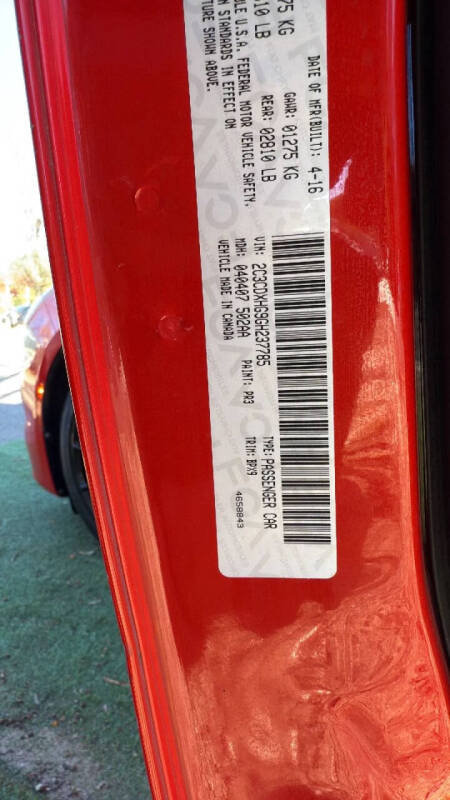 DATE OF MFR(BUILT): 4-16
75 KG
GAWR: 01275 KG
810 LB
REAR: 02810 LB
BLE U.S.A. FEDERAL MOTOR VEHICLE SAFETY,
N STANDARDS IN EFFECT ON
TURE SHOWN ABOVE.
VIN: 2C3CDXHG9GH237785
TYPE: PASSENGER CAR
MDH: 040407 502AA
PAINT: PR3
TRIM: BPX9
VEHICLE MADE IN CANADA
4658843